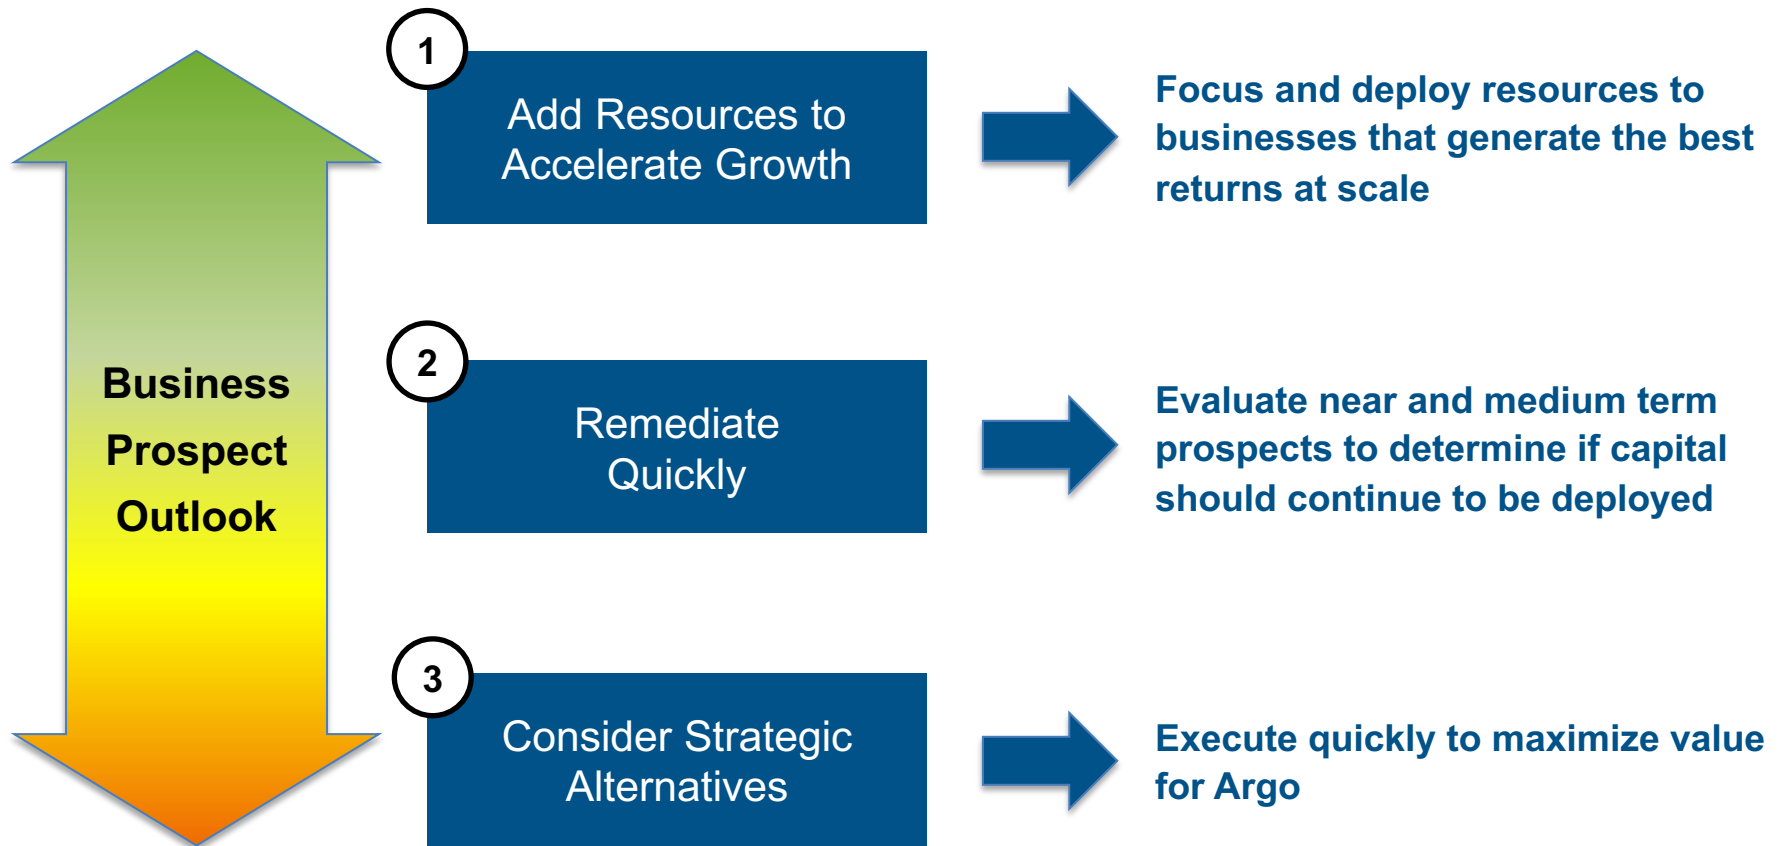 Business
Prospect
Outlook
1
Add Resources to
Accelerate Growth
Focus and deploy resources to
businesses that generate the best
returns at scale
2
Remediate
Quickly
Evaluate near and medium term
prospects to determine if capital
should continue to be deployed
3
Consider Strategic
Alternatives
Execute quickly to maximize value
for Argo